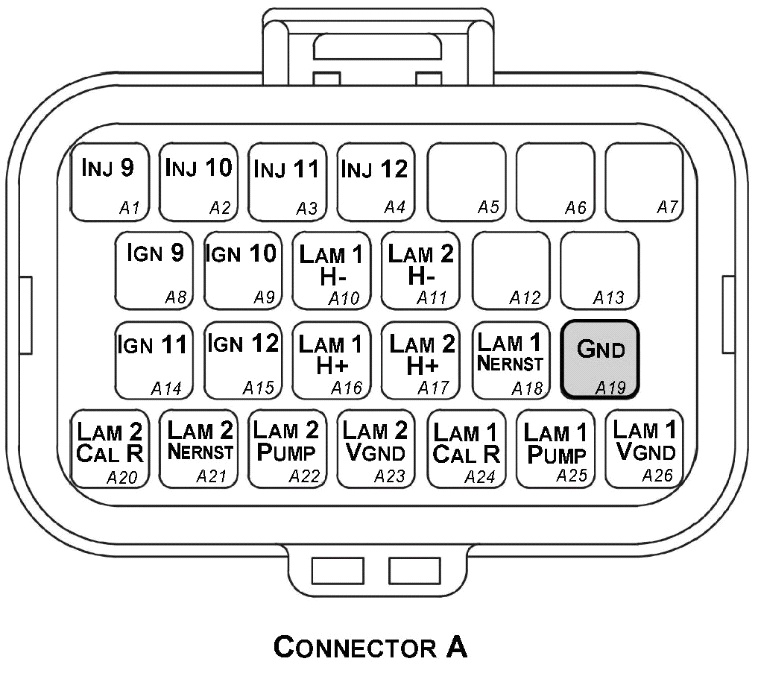 INJ 9 INJ 10 INJ 11 INJ 12
A1 A2 A3 A4 A5 A6 A7
IGN 9 IGN 10 LAM 1 LAM 2
H- H-
A8 A9 A10 A11 A12 A13
IGN 11 IGN 12 LAM 1 LAM 2 LAM 1 GND
H+ H+ NERNST
A14 A15 A16 A17 A18 A19
LAM 2 LAM 2 LAM 2 LAM 2 LAM 1 LAM 1 LAM 1
CAL R NERNST PUMP VGND CAL R PUMP VGND
A20 A21 A22 A23 A24 A25 A26
CONNECTOR A